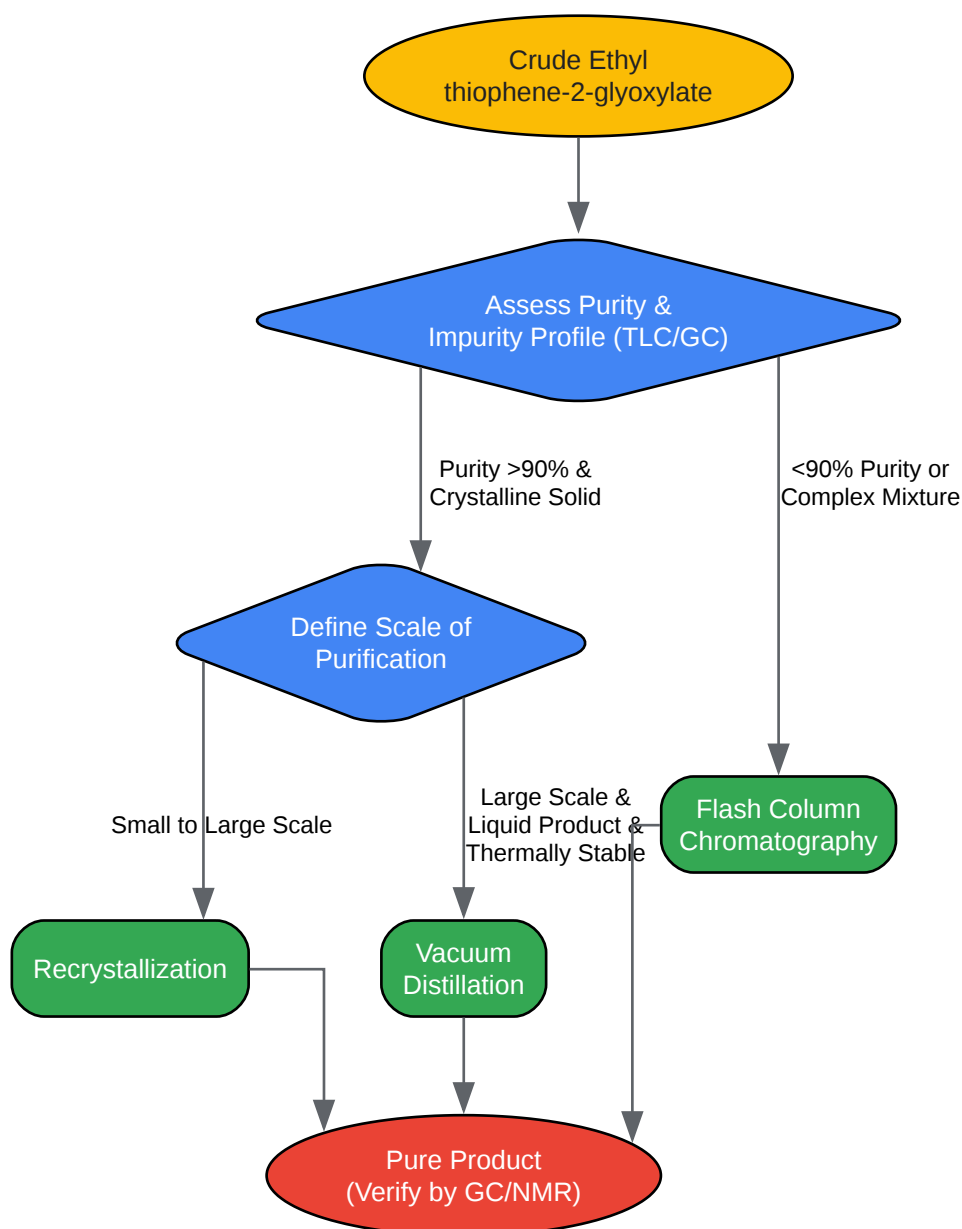 Crude Ethyl
thiophene-2-glyoxylate
Assess Purity &
Impurity Profile (TLC/GC)
Purity >90% &
Crystalline Solid
<90% Purity or
Complex Mixture
Define Scale of
Purification
Small to Large Scale
Large Scale &
Liquid Product &
Thermally Stable
Flash Column
Chromatography
Recrystallization
Vacuum
Distillation
Pure Product
(Verify by GC/NMR)